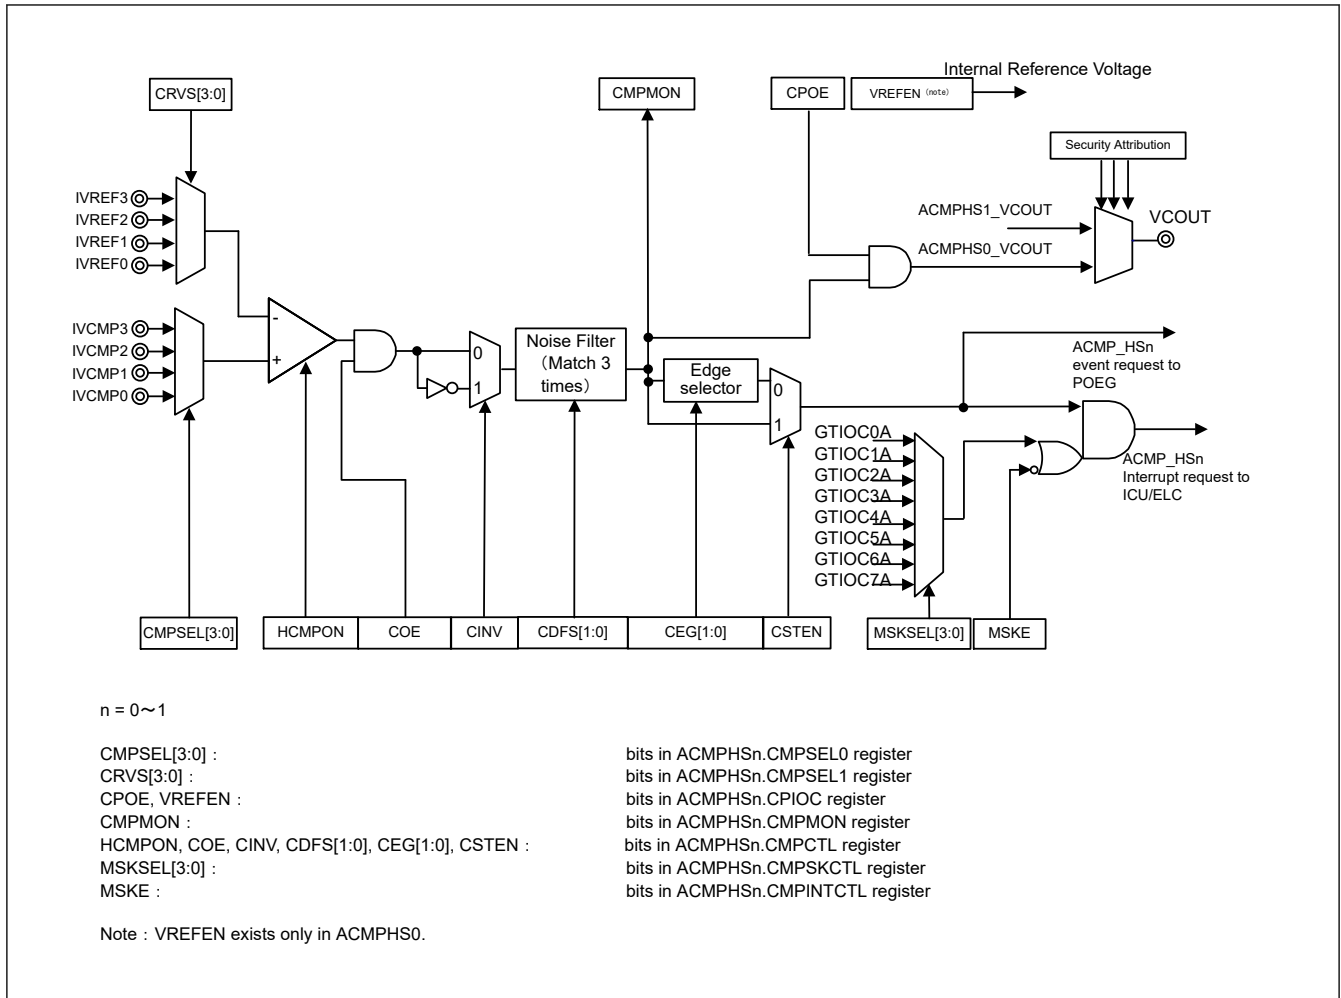 Internal Reference Voltage
CRVS[3:0]
CMPMON
CPOE
VREFEN (note)
Security Attribution
IVREF3
IVREF2
IVREF1
IVREF0
ACMPHS1_VCOUT
VCOUT
ACMPHS0_VCOUT
IVCMP3
IVCMP2
IVCMP1
IVCMP0
-
+
0
1
Noise Filter
(Match 3
times)
Edge
selector
0
1
ACMP_HSn
event request to
POEG
GTIOC0A
GTIOC1A
GTIOC2A
GTIOC3A
GTIOC4A
GTIOC5A
GTIOC6A
GTIOC7A
ACMP_HSn
Interrupt request to
ICU/ELC
CMPSEL[3:0]
HCMPON
COE
CINV
CDFS[1:0]
CEG[1:0]
CSTEN
MSKSEL[3:0]
MSKE
n = 0~1
CMPSEL[3:0] : bits in ACMPHSn.CMPSEL0 register
CRVS[3:0] : bits in ACMPHSn.CMPSEL1 register
CPOE, VREFEN : bits in ACMPHSn.CPIOC register
CMPMON : bits in ACMPHSn.CMPMON register
HCMPON, COE, CINV, CDFS[1:0], CEG[1:0], CSTEN : bits in ACMPHSn.CMPCTL register
MSKSEL[3:0] : bits in ACMPHSn.CMPSKCTL register
MSKE : bits in ACMPHSn.CMPINTCTL register
Note : VREFEN exists only in ACMPHS0.